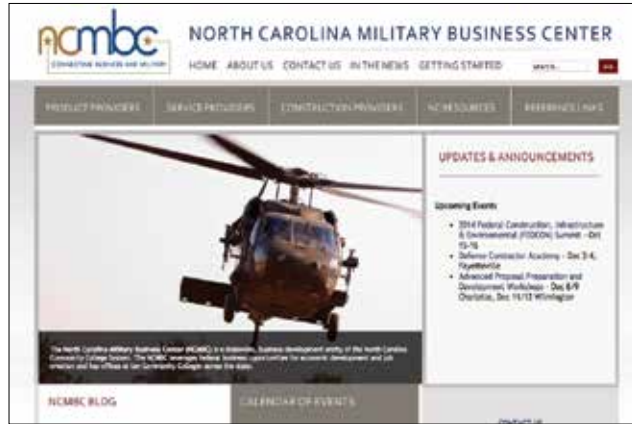 ncmbc
CONNECTING BUSINESS AND MILITARY
NORTH CAROLINA MILITARY BUSINESS CENTER
HOME ABOUT US CONTACT US IN THE NEWS GETTING STARTED
PRODUCT PROVIDERS SERVICE PROVIDERS CONSTRUCTION PROVIDERS NC RESOURCES REFERENCE LINKS
UPDATES & ANNOUNCEMENTS
Upcoming Events
• 2014 Federal Construction, Infrastructure
& Environmental (FEDCON) Summit - Oct
15-16
• Defense Contractor Academy - Dec 2-4,
Fayetteville
• Advanced Proposal Preparation and
Development Workshops - Dec 8/9
Charlotte, Dec 11/12 Wilmington
The North Carolina Military Business Center (NCMBC) is a statewide, business development entity of the North Carolina
Community College System. The NCMBC leverages federal business opportunities for economic development and job
creation and has offices at ten Community Colleges across the state.
NCMBC BLOG
CALENDAR OF EVENTS
CONTACT US